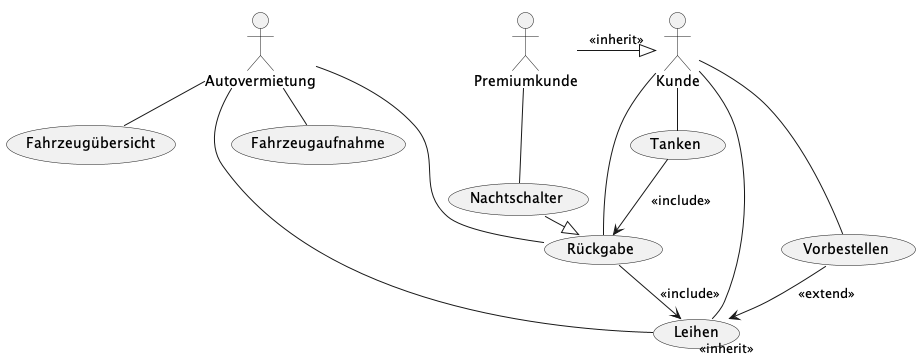 «inherit»
Autovermietung
Premiumkunde
Kunde
Fahrzeugübersicht
Fahrzeugaufnahme
Tanken
Nachtschalter
«include»
Rückgabe
Vorbestellen
«include»
«extend»
Leihen
«inherit»